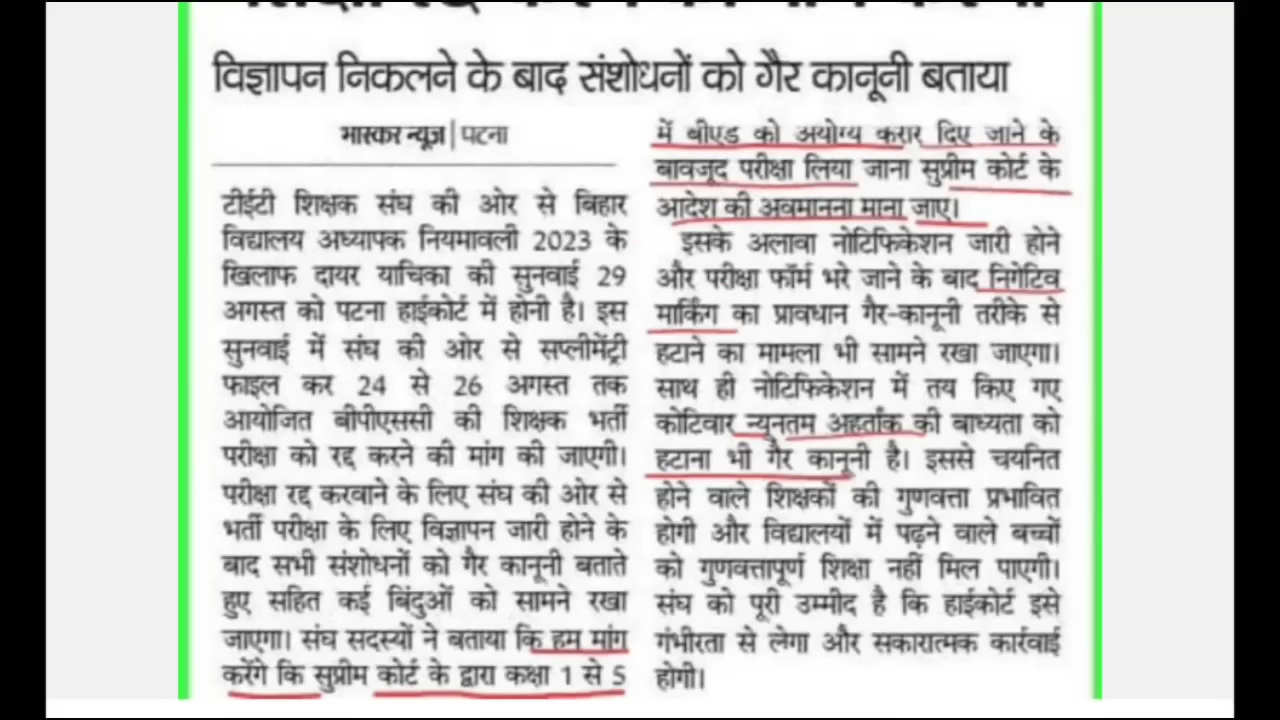 विज्ञापन निकलने के बाद संशोधनों को गैर कानूनी बताया
भास्कर न्यूज | पटना
टीईटी शिक्षक संघ की ओर से बिहार
विद्यालय अध्यापक नियमावली 2023 के
खिलाफ दायर याचिका की सुनवाई 29
अगस्त को पटना हाईकोर्ट में होनी है। इस
सुनवाई में संघ की ओर से सप्लीमेंट्री
फाइल कर 24 से 26 अगस्त तक
आयोजित बीपीएससी की शिक्षक भर्ती
परीक्षा को रद्द करने की मांग की जाएगी।
परीक्षा रद्द करवाने के लिए संघ की ओर से
भर्ती परीक्षा के लिए विज्ञापन जारी होने के
बाद सभी संशोधनों को गैर कानूनी बताते
हुए सहित कई बिंदुओं को सामने रखा
जाएगा। संघ सदस्यों ने बताया कि हम मांग
करेंगे कि सुप्रीम कोर्ट के द्वारा कक्षा 1 से 5
में बीएड को अयोग्य करार दिए जाने के
बावजूद परीक्षा लिया जाना सुप्रीम कोर्ट के
आदेश की अवमानना माना जाए।
इसके अलावा नोटिफिकेशन जारी होने
और परीक्षा फॉर्म भरे जाने के बाद निगेटिव
मार्किंग का प्रावधान गैर-कानूनी तरीके से
हटाने का मामला भी सामने रखा जाएगा।
साथ ही नोटिफिकेशन में तय किए गए
कोटिवार न्यूनतम अहर्तांक की बाध्यता को
हटाना भी गैर कानूनी है। इससे चयनित
होने वाले शिक्षकों की गुणवत्ता प्रभावित
होगी और विद्यालयों में पढ़ने वाले बच्चों
को गुणवत्तापूर्ण शिक्षा नहीं मिल पाएगी।
संघ को पूरी उम्मीद है कि हाईकोर्ट इसे
गंभीरता से लेगा और सकारात्मक कार्रवाई
होगी।